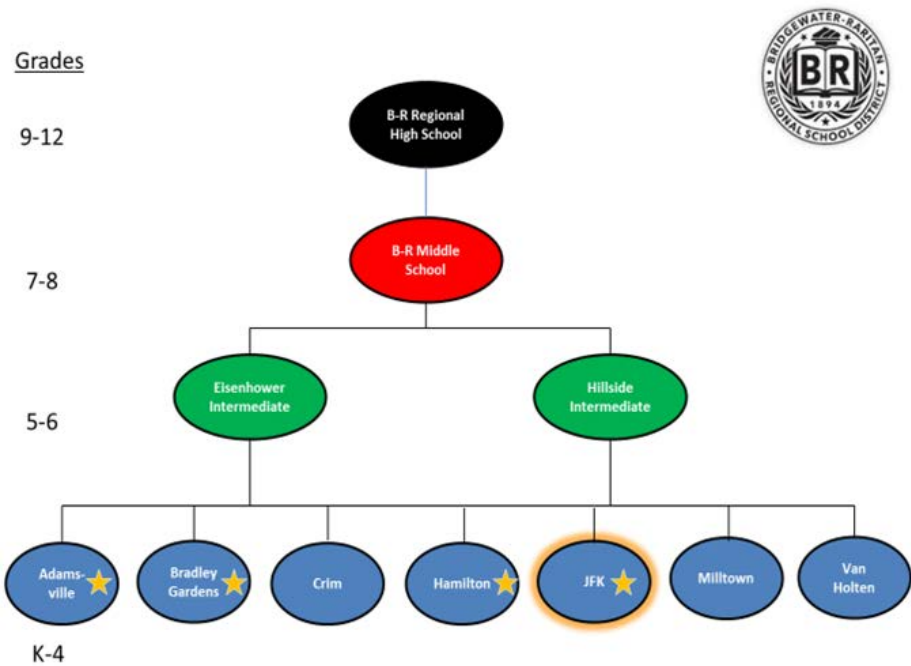 Grades
BRIDGEWATER-RARITAN
REGIONAL SCHOOL DISTRICT
BR
1894
9-12
B-R Regional
High School
7-8
B-R Middle
School
5-6
Eisenhower
Intermediate
Hillside
Intermediate
Adams-
ville
Bradley
Gardens
Crim
Hamilton
JFK
Milltown
Van
Holten
K-4